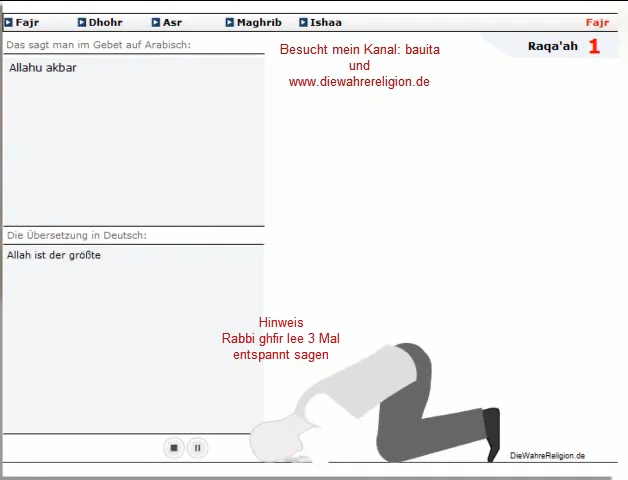 Fajr Dhohr Asr Maghrib Ishaa Fajr
Das sagt man im Gebet auf Arabisch:
Allahu akbar
Besucht mein Kanal: bauita
und
www.diewahrereligion.de
Raqa'ah 1
Die Übersetzung in Deutsch:
Allah ist der größte
Hinweis
Rabbi ghfir lee 3 Mal
entspannt sagen
DieWahreReligion.de